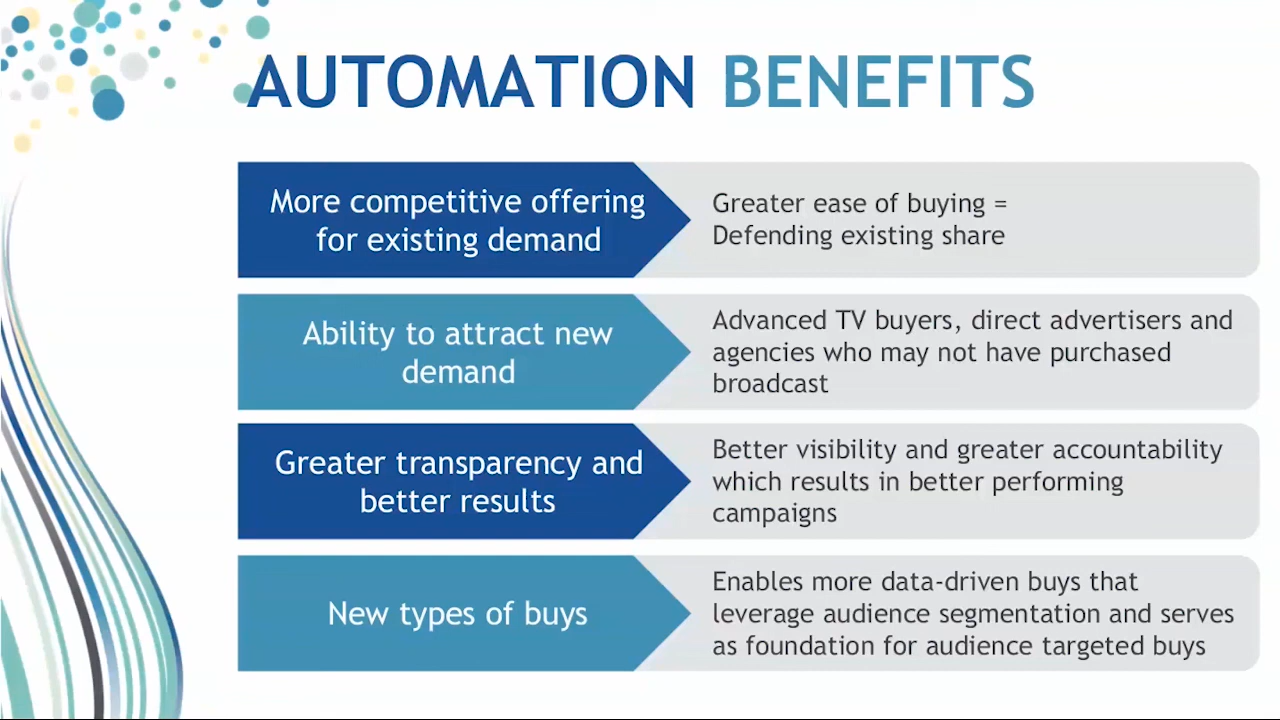 AUTOMATION BENEFITS
More competitive offering
for existing demand
Greater ease of buying =
Defending existing share
Ability to attract new
demand
Advanced TV buyers, direct advertisers and
agencies who may not have purchased
broadcast
Greater transparency and
better results
Better visibility and greater accountability
which results in better performing
campaigns
New types of buys
Enables more data-driven buys that
leverage audience segmentation and serves
as foundation for audience targeted buys